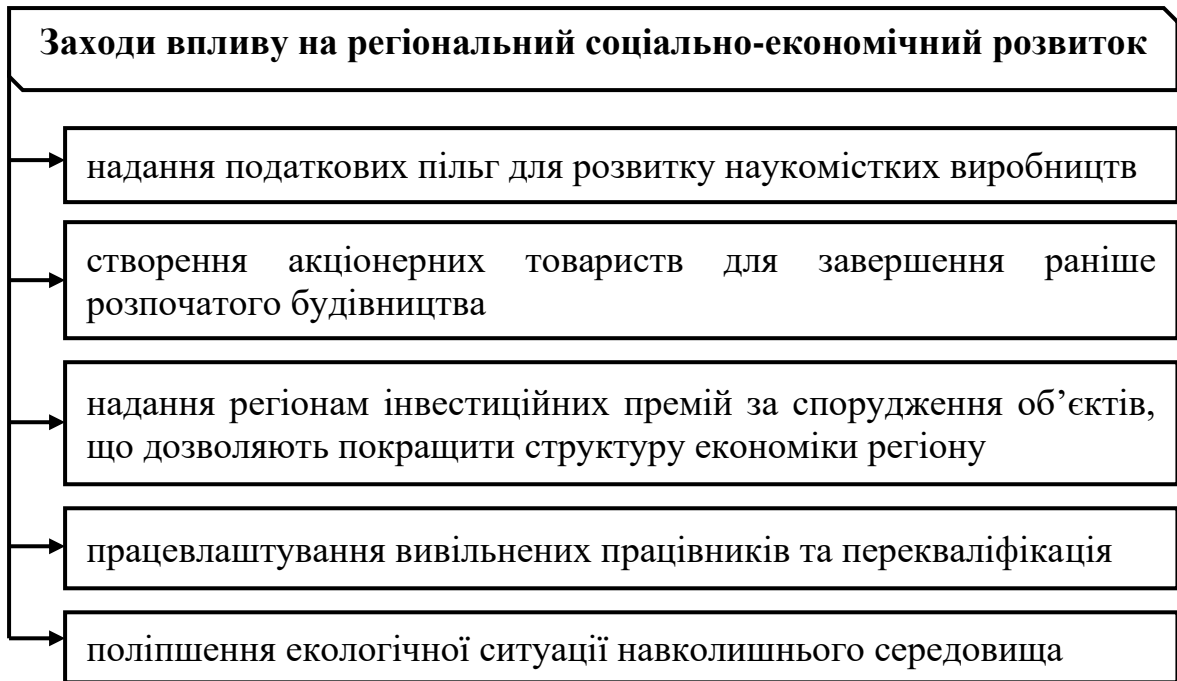 Заходи впливу на регіональний соціально-економічний розвиток
надання податкових пільг для розвитку наукомістких виробництв
створення акціонерних товариств для завершення раніше
розпочатого будівництва
надання регіонам інвестиційних премій за спорудження об’єктів,
що дозволяють покращити структуру економіки регіону
працевлаштування вивільнених працівників та перекваліфікація
поліпшення екологічної ситуації навколишнього середовища